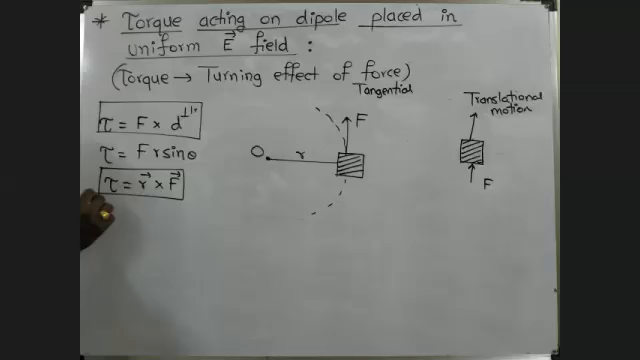 * Torque acting on dipole placed in
uniform E⃗ field :
(Torque → Turning effect of force)
Tangential
τ = F × d⊥ʳ
τ = F r sinθ
τ = r⃗ × F⃗
O
r
F
Translational
motion
F